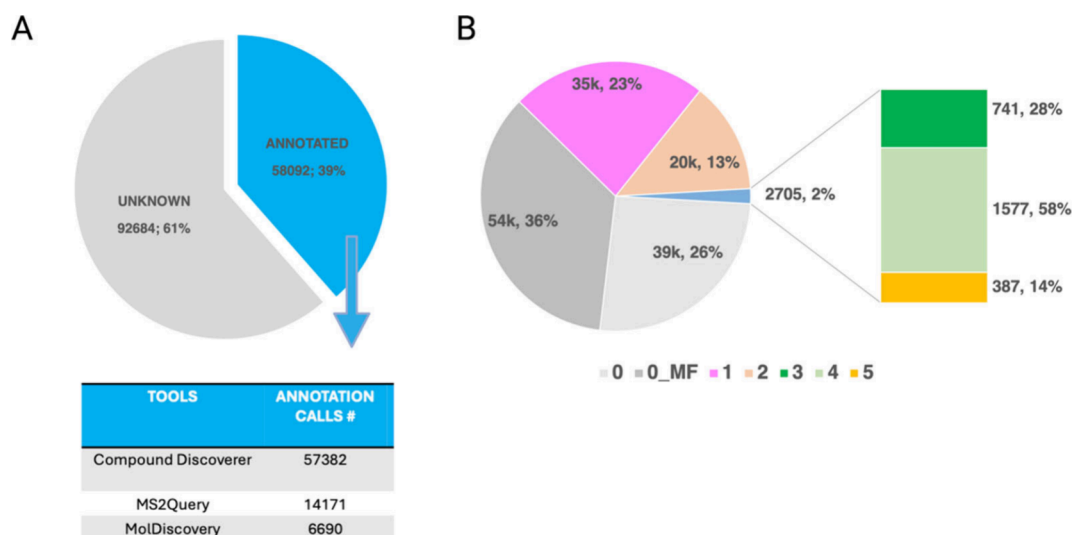 A
ANNOTATED
58092; 39%
UNKNOWN
92684; 61%
TOOLS
ANNOTATION
CALLS #
Compound Discoverer
57382
MS2Query
14171
MolDiscovery
6690
B
35k, 23%
20k, 13%
2705, 2%
54k, 36%
39k, 26%
741, 28%
1577, 58%
387, 14%
0
0_MF
1
2
3
4
5